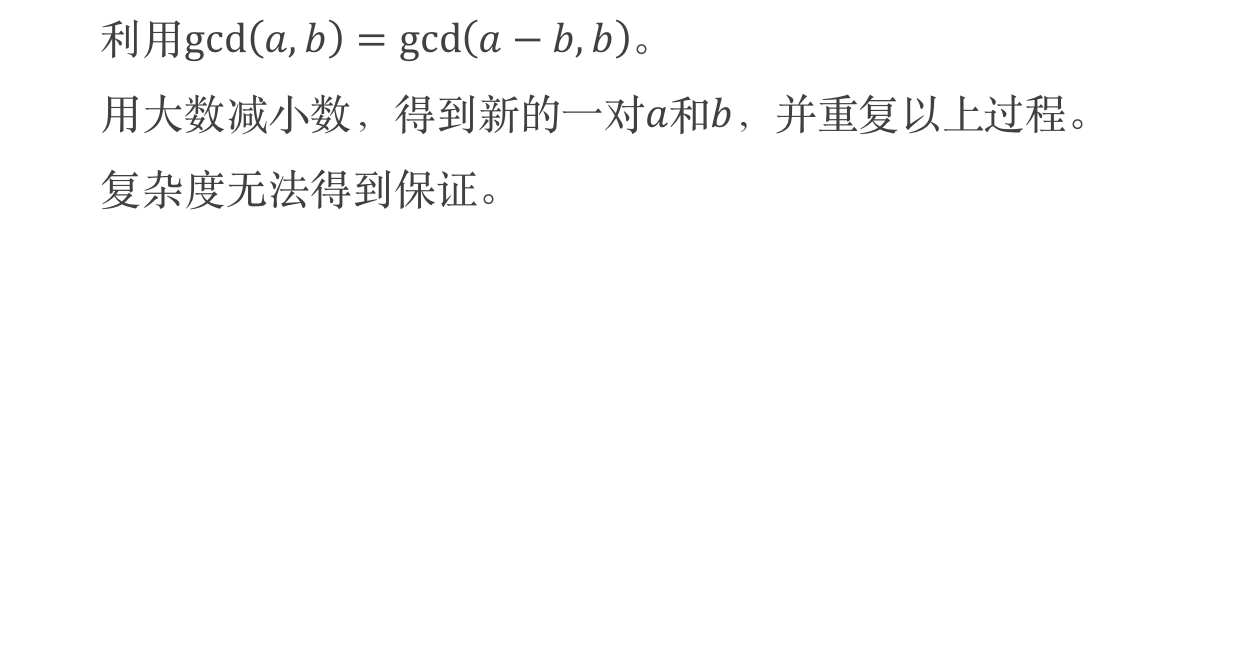 利用gcd(a, b) = gcd(a − b, b)。
用大数减小数，得到新的一对a和b，并重复以上过程。
复杂度无法得到保证。